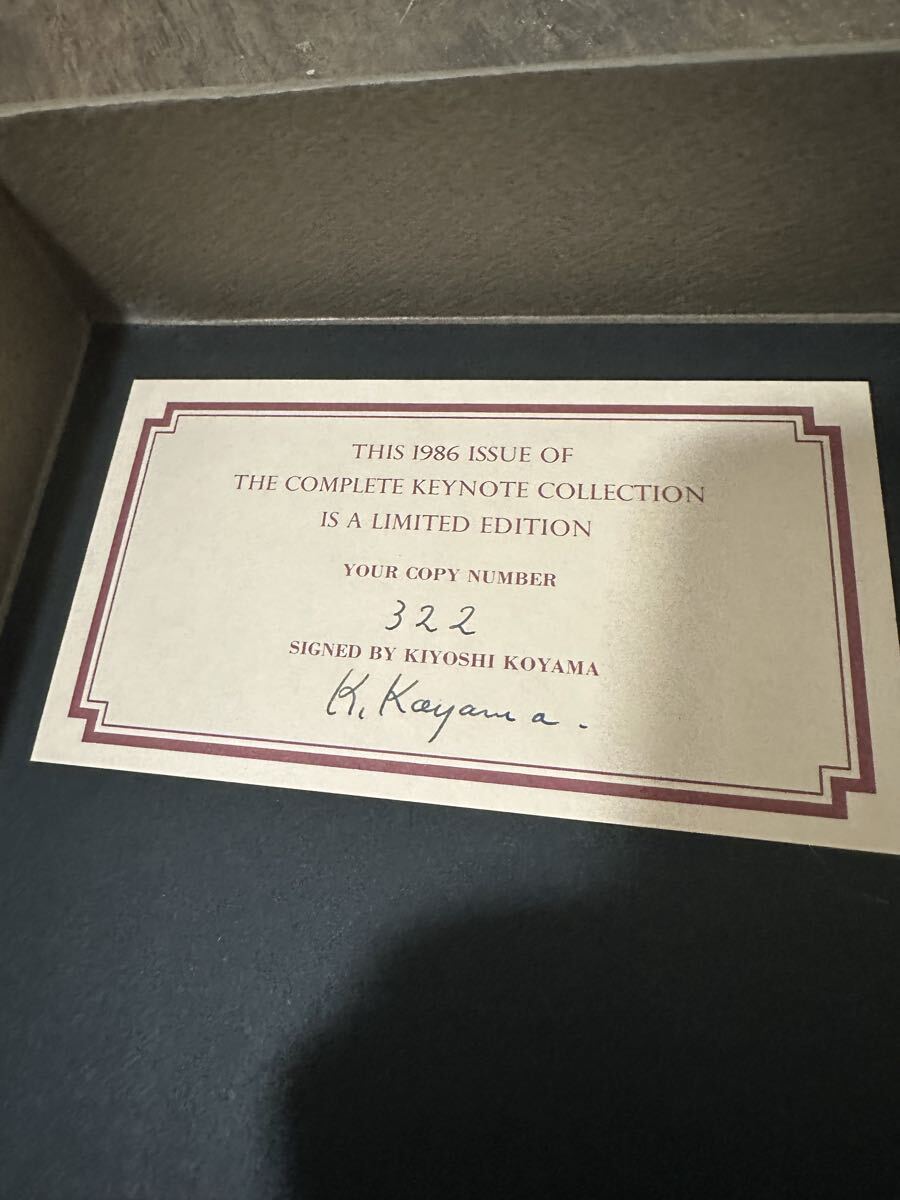 THIS 1986 ISSUE OF
THE COMPLETE KEYNOTE COLLECTION
IS A LIMITED EDITION
YOUR COPY NUMBER
322
SIGNED BY KIYOSHI KOYAMA
K. Koyama.